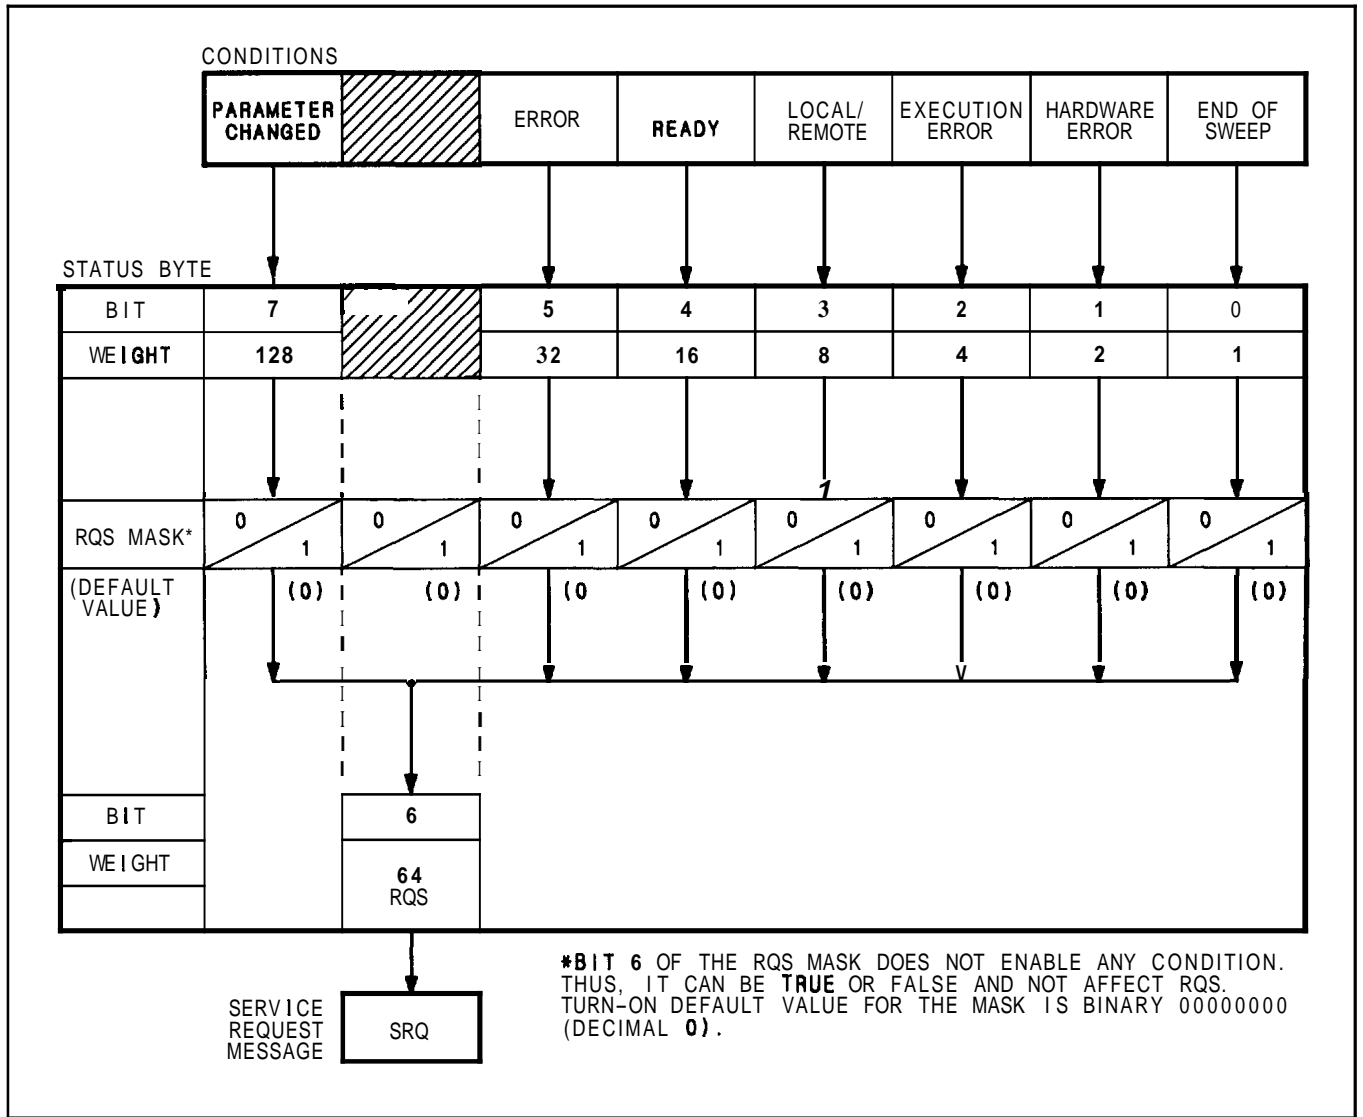 CONDITIONS
PARAMETER CHANGED ERROR READY LOCAL/ REMOTE EXECUTION ERROR HARDWARE ERROR END OF SWEEP
STATUS BYTE
BIT 7 5 4 3 2 1 0
WEIGHT 128 32 16 8 4 2 1
RQS MASK* 0 1 0 1 0 1 0 1 0 1 0 1 0 1 0 1
(DEFAULT VALUE) (0) (0) (0 (0) (0) (0) (0) (0)
BIT 6
WEIGHT 64
RQS
*BIT 6 OF THE RQS MASK DOES NOT ENABLE ANY CONDITION.
THUS, IT CAN BE TRUE OR FALSE AND NOT AFFECT RQS.
TURN-ON DEFAULT VALUE FOR THE MASK IS BINARY 00000000
(DECIMAL 0).
SERVICE
REQUEST
MESSAGE
SRQ